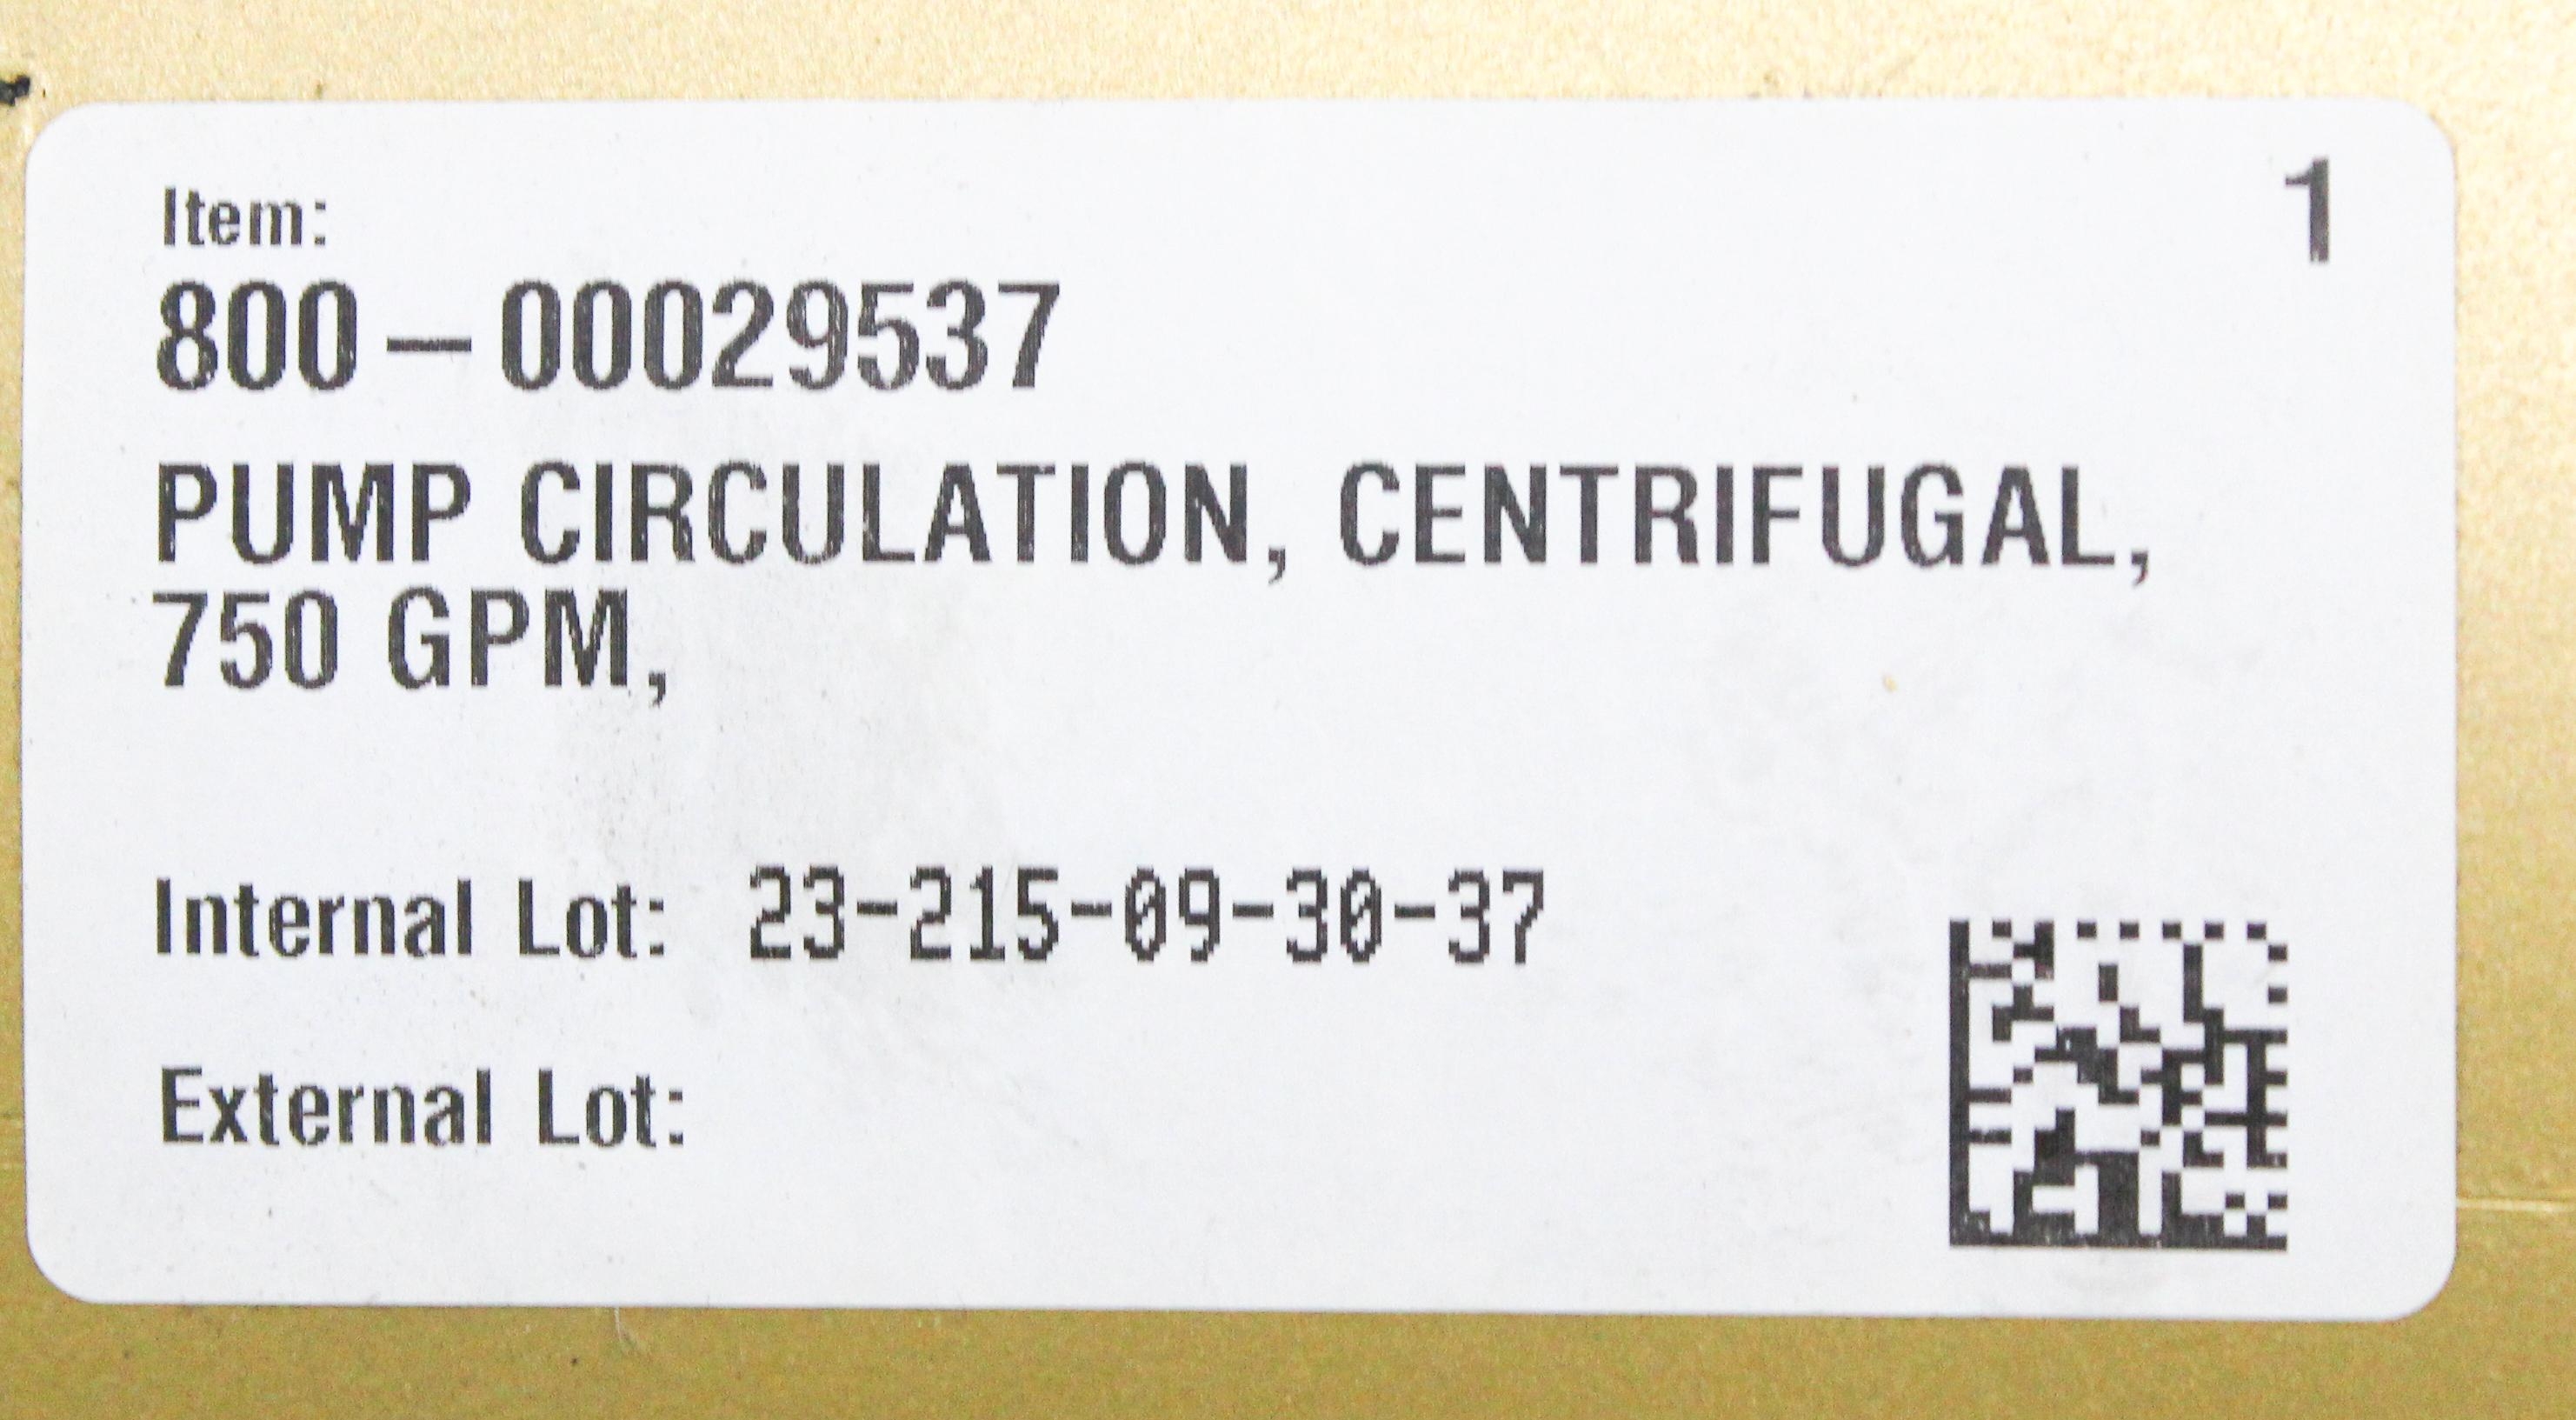 Item:
1
800-00029537
PUMP CIRCULATION, CENTRIFUGAL,
750 GPM,
Internal Lot: 23-215-09-30-37
External Lot: